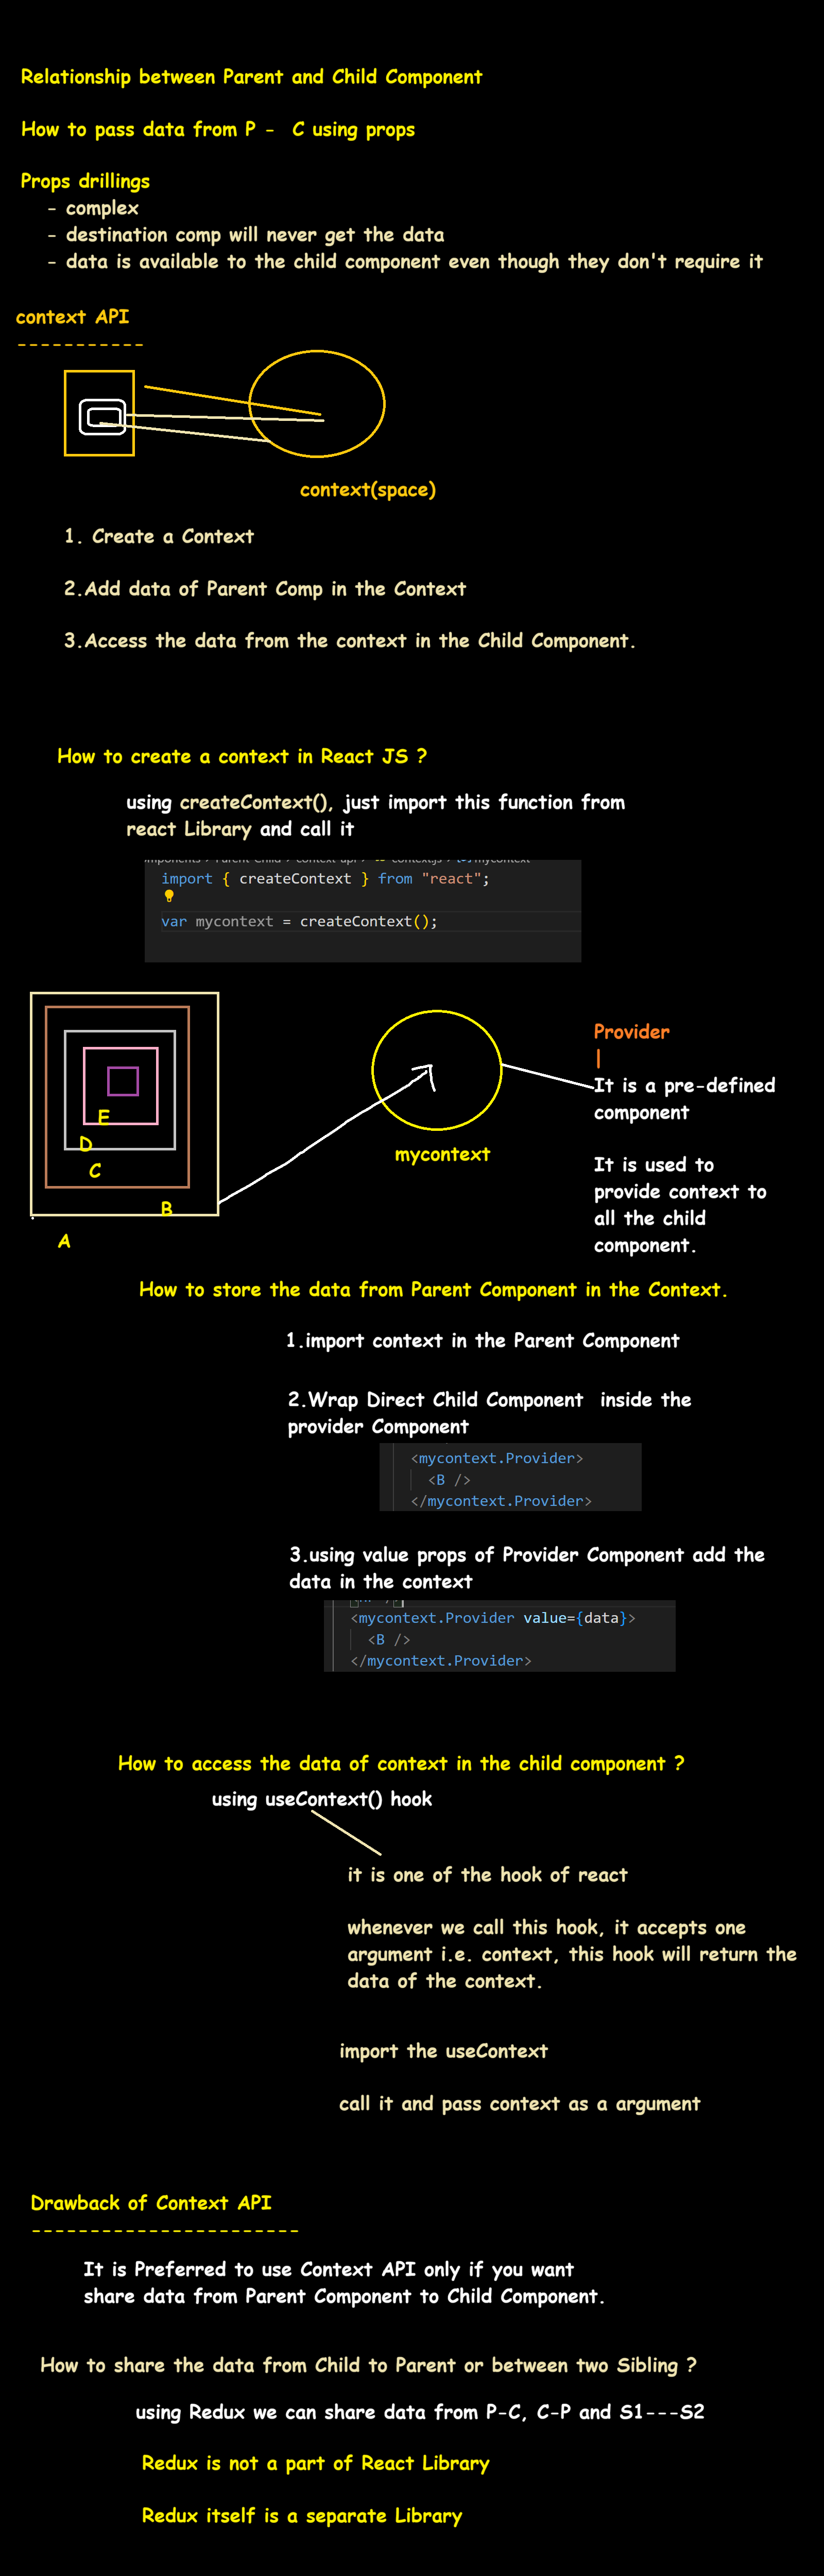 Relationship between Parent and Child Component
How to pass data from P - C using props
Props drillings
- complex
- destination comp will never get the data
- data is available to the child component even though they don't require it
context API
-----------
context(space)
1. Create a Context
2.Add data of Parent Comp in the Context
3.Access the data from the context in the Child Component.
How to create a context in React JS ?
using createContext(), just import this function from
react Library and call it
import { createContext } from "react";
var mycontext = createContext();
E
D
C
B
A
mycontext
Provider
|
It is a pre-defined
component
It is used to
provide context to
all the child
component.
How to store the data from Parent Component in the Context.
1.import context in the Parent Component
2.Wrap Direct Child Component inside the
provider Component
<mycontext.Provider>
<B />
</mycontext.Provider>
3.using value props of Provider Component add the
data in the context
<mycontext.Provider value={data}>
<B />
</mycontext.Provider>
How to access the data of context in the child component ?
using useContext() hook
it is one of the hook of react
whenever we call this hook, it accepts one
argument i.e. context, this hook will return the
data of the context.
import the useContext
call it and pass context as a argument
Drawback of Context API
-----------------------
It is Preferred to use Context API only if you want
share data from Parent Component to Child Component.
How to share the data from Child to Parent or between two Sibling ?
using Redux we can share data from P-C, C-P and S1---S2
Redux is not a part of React Library
Redux itself is a separate Library